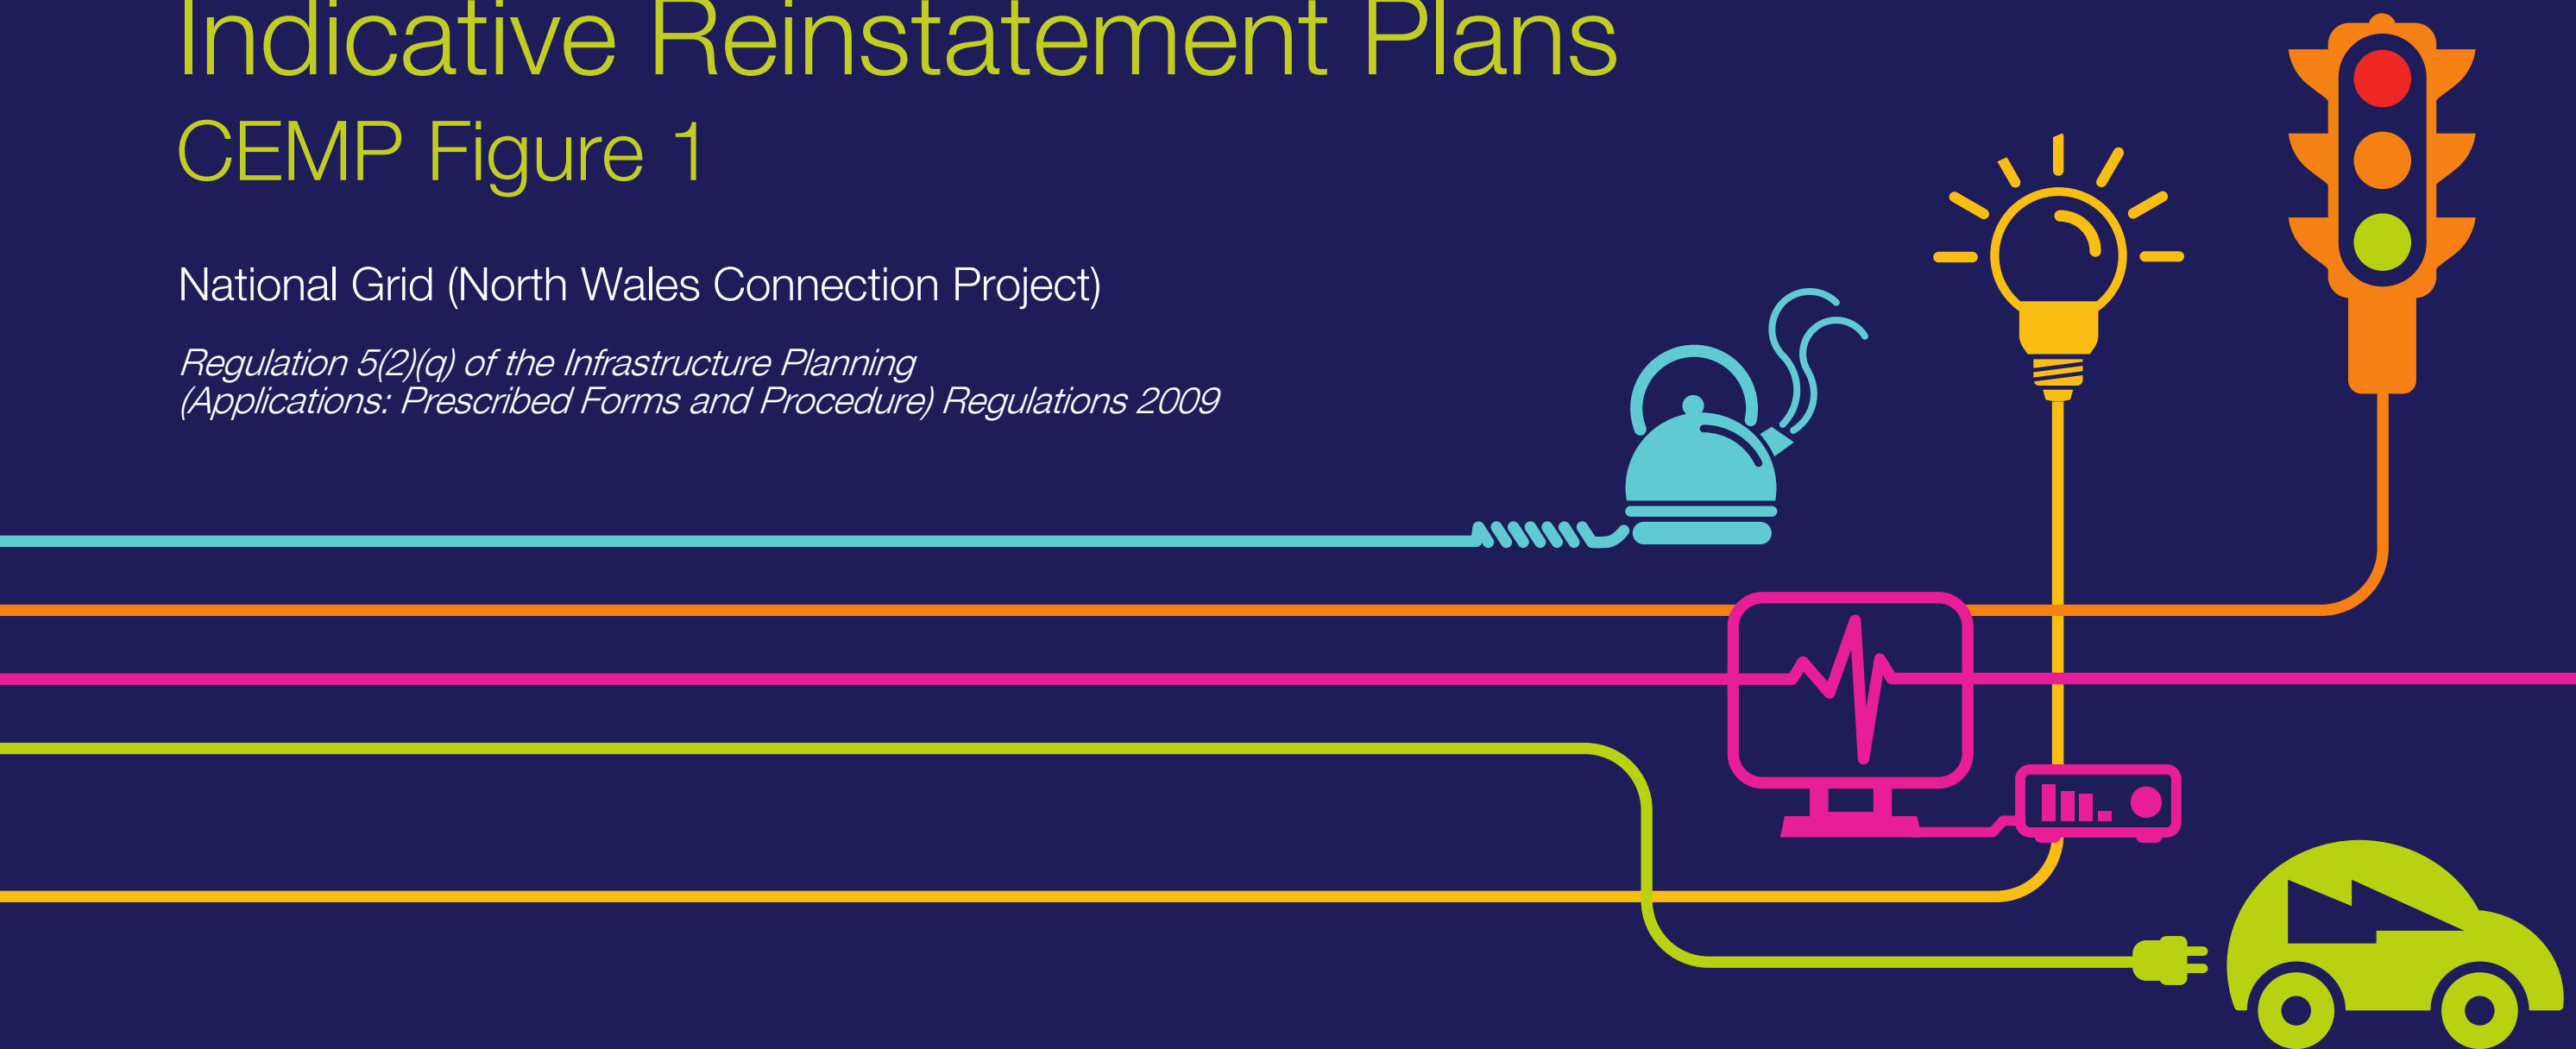 Indicative Reinstatement Plans
CEMP Figure 1
National Grid (North Wales Connection Project)
Regulation 5(2)(q) of the Infrastructure Planning
(Applications: Prescribed Forms and Procedure) Regulations 2009